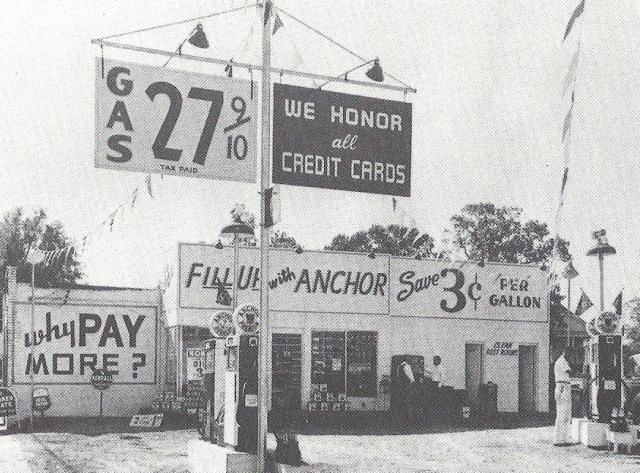 GAS 27 9/10
TAX PAID
WE HONOR
all
CREDIT CARDS
FILL UP with ANCHOR
Save 3¢ PER
GALLON
why PAY
MORE?
CLEAN
REST ROOMS